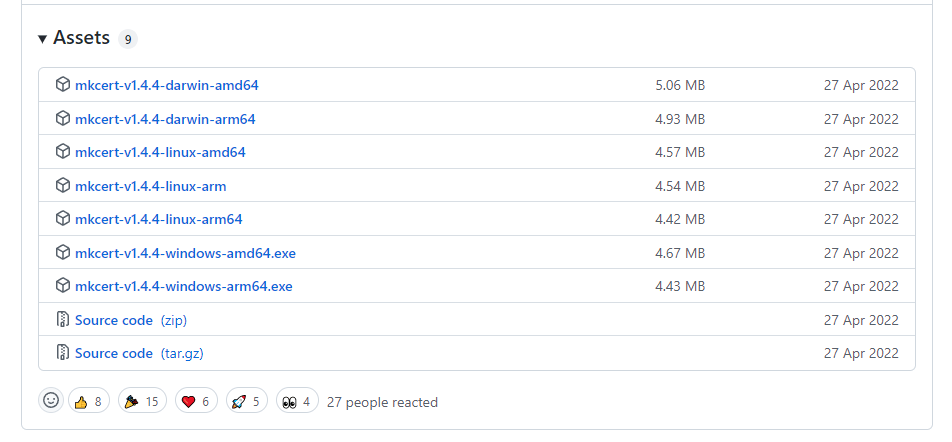 Assets 9
mkcert-v1.4.4-darwin-amd64 5.06 MB 27 Apr 2022
mkcert-v1.4.4-darwin-arm64 4.93 MB 27 Apr 2022
mkcert-v1.4.4-linux-amd64 4.57 MB 27 Apr 2022
mkcert-v1.4.4-linux-arm 4.54 MB 27 Apr 2022
mkcert-v1.4.4-linux-arm64 4.42 MB 27 Apr 2022
mkcert-v1.4.4-windows-amd64.exe 4.67 MB 27 Apr 2022
mkcert-v1.4.4-windows-arm64.exe 4.43 MB 27 Apr 2022
Source code (zip) 27 Apr 2022
Source code (tar.gz) 27 Apr 2022
8 15 6 5 4 27 people reacted